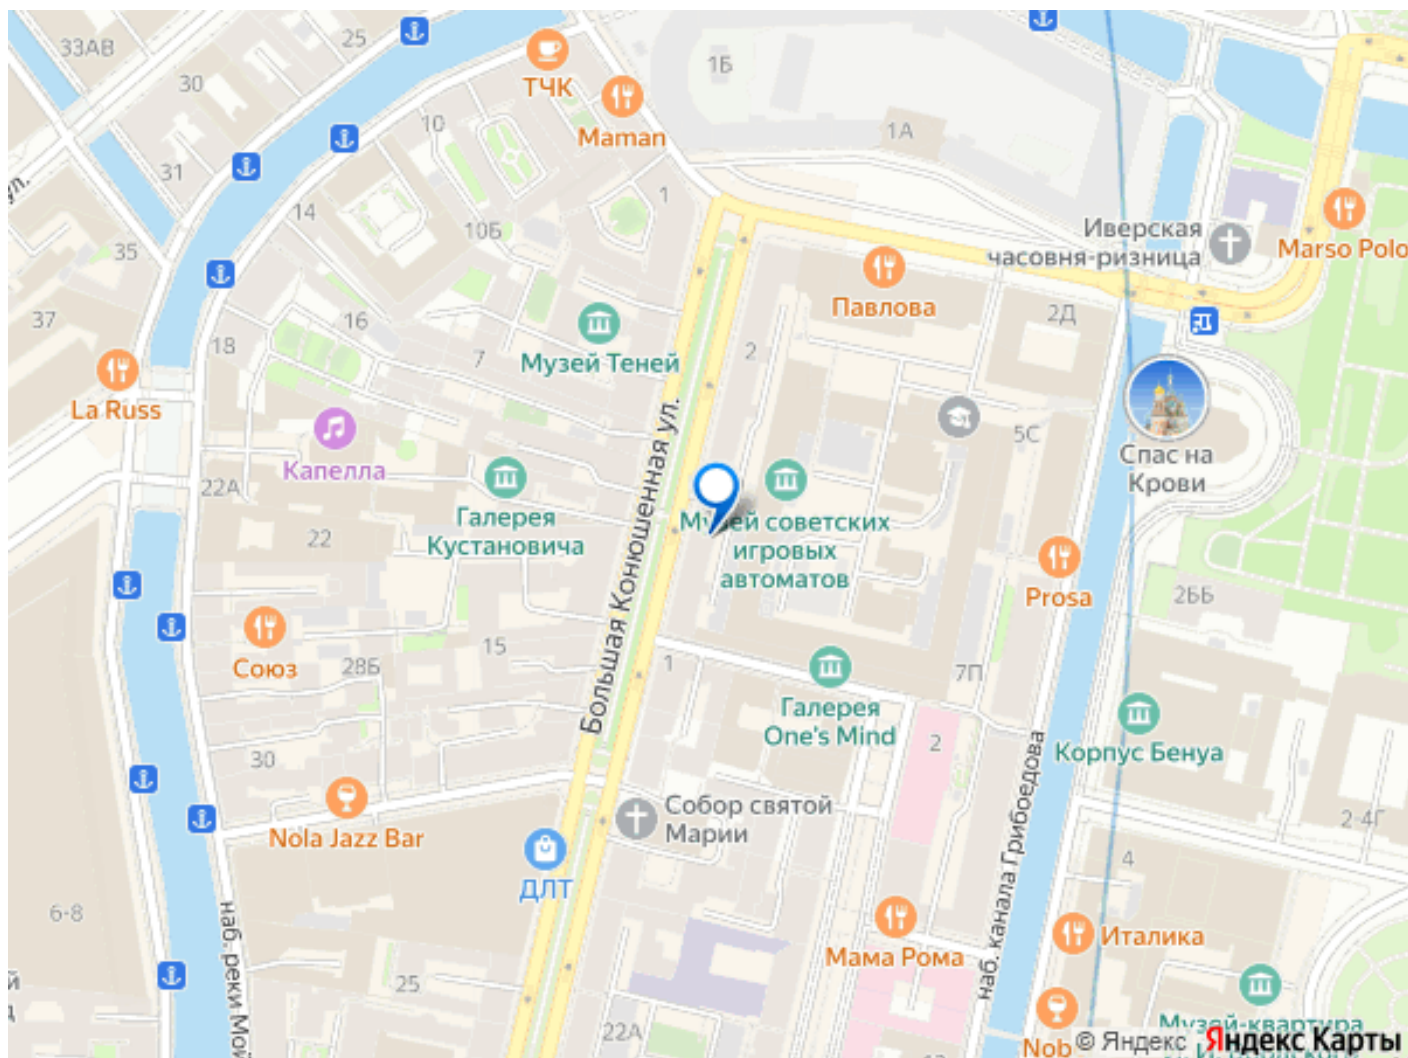 33АВ
25
ТЧК
1Б
30
Maman
10
1А
31
ул.
14
1
10Б
35
Иверская
часовня-ризница
Marso Polo
Павлова
2Д
37
16
18
7
Музей Теней
2
La Russ
Большая Конюшенная ул.
5С
Спас на
Крови
Капелла
22А
Галерея
Кустановича
Музей советских
игровых
автоматов
22
Prosa
2ББ
Союз
28Б
15
1
7П
Галерея
One's Mind
2
Корпус Бенуа
30
наб. канала Грибоедова
Nola Jazz Bar
Собор святой
Марии
2-4Г
4
ДЛТ
6-8
наб. реки Мой
Мама Рома
Италика
25
22А
Музей-квартира
Nob
© Яндекс
Яндекс Карты